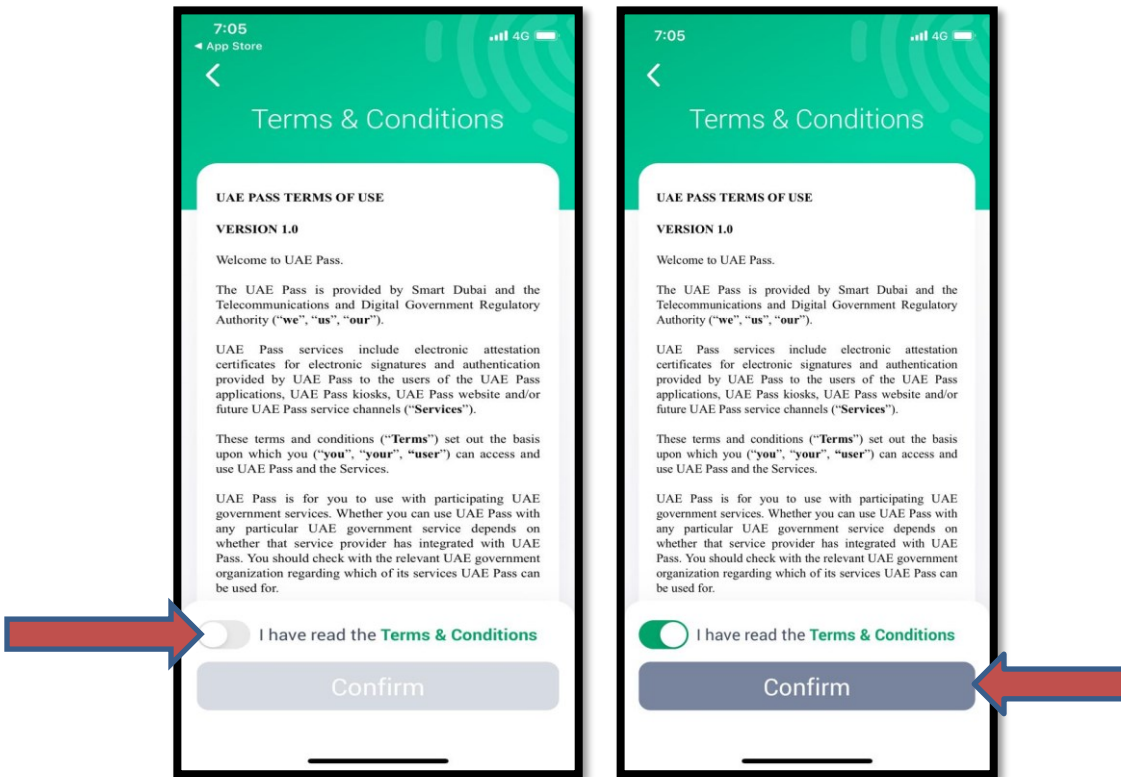 7:05
◄ App Store
4G
Terms & Conditions
UAE PASS TERMS OF USE
VERSION 1.0
Welcome to UAE Pass.
The UAE Pass is provided by Smart Dubai and the
Telecommunications and Digital Government Regulatory
Authority (“we”, “us”, “our”).
UAE Pass services include electronic attestation
certificates for electronic signatures and authentication
provided by UAE Pass to the users of the UAE Pass
applications, UAE Pass kiosks, UAE Pass website and/or
future UAE Pass service channels (“Services”).
These terms and conditions (“Terms”) set out the basis
upon which you (“you”, “your”, “user”) can access and
use UAE Pass and the Services.
UAE Pass is for you to use with participating UAE
government services. Whether you can use UAE Pass with
any particular UAE government service depends on
whether that service provider has integrated with UAE
Pass. You should check with the relevant UAE government
organization regarding which of its services UAE Pass can
be used for.
I have read the Terms & Conditions
Confirm
7:05
4G
Terms & Conditions
UAE PASS TERMS OF USE
VERSION 1.0
Welcome to UAE Pass.
The UAE Pass is provided by Smart Dubai and the
Telecommunications and Digital Government Regulatory
Authority (“we”, “us”, “our”).
UAE Pass services include electronic attestation
certificates for electronic signatures and authentication
provided by UAE Pass to the users of the UAE Pass
applications, UAE Pass kiosks, UAE Pass website and/or
future UAE Pass service channels (“Services”).
These terms and conditions (“Terms”) set out the basis
upon which you (“you”, “your”, “user”) can access and
use UAE Pass and the Services.
UAE Pass is for you to use with participating UAE
government services. Whether you can use UAE Pass with
any particular UAE government service depends on
whether that service provider has integrated with UAE
Pass. You should check with the relevant UAE government
organization regarding which of its services UAE Pass can
be used for.
I have read the Terms & Conditions
Confirm